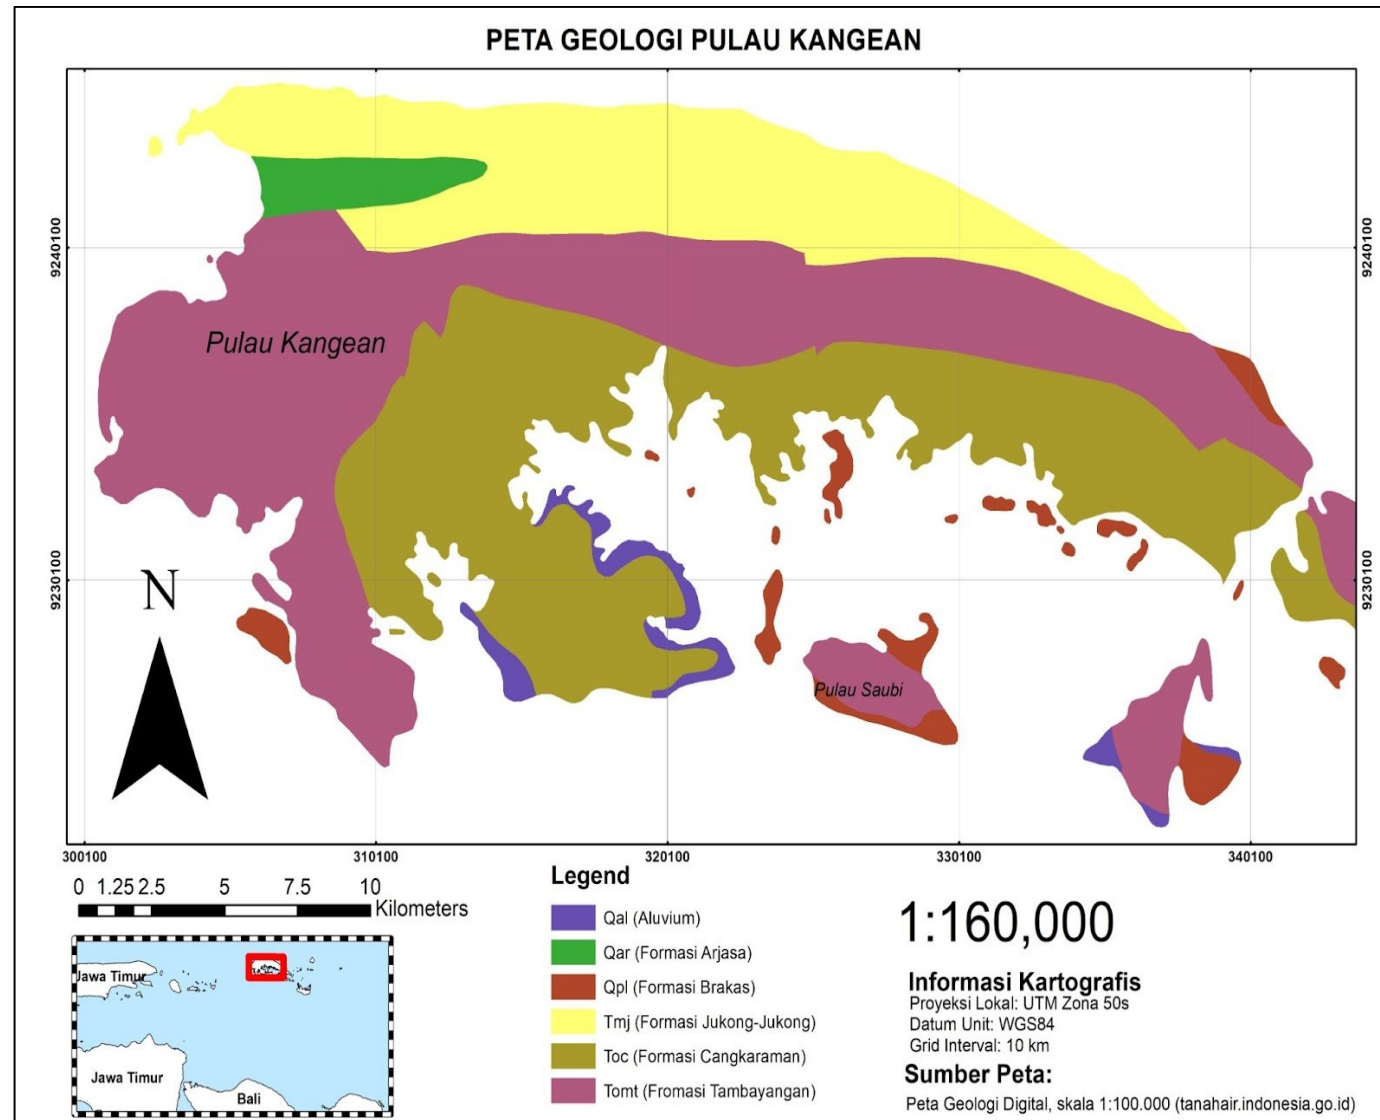 PETA GEOLOGI PULAU KANGEAN
9240100
9240100
Pulau Kangean
9230100
9230100
N
Pulau Saubi
300100
310100
320100
330100
340100
0 1.25 2.5 5 7.5 10
Kilometers
Jawa Timur
Jawa Timur
Bali
Legend
Qal (Aluvium)
Qar (Formasi Arjasa)
Qpl (Formasi Brakas)
Tmj (Formasi Jukong-Jukong)
Toc (Formasi Cangkaraman)
Tomt (Fromasi Tambayangan)
1:160,000
Informasi Kartografis
Proyeksi Lokal: UTM Zona 50s
Datum Unit: WGS84
Grid Interval: 10 km
Sumber Peta:
Peta Geologi Digital, skala 1:100.000 (tanahair.indonesia.go.id)